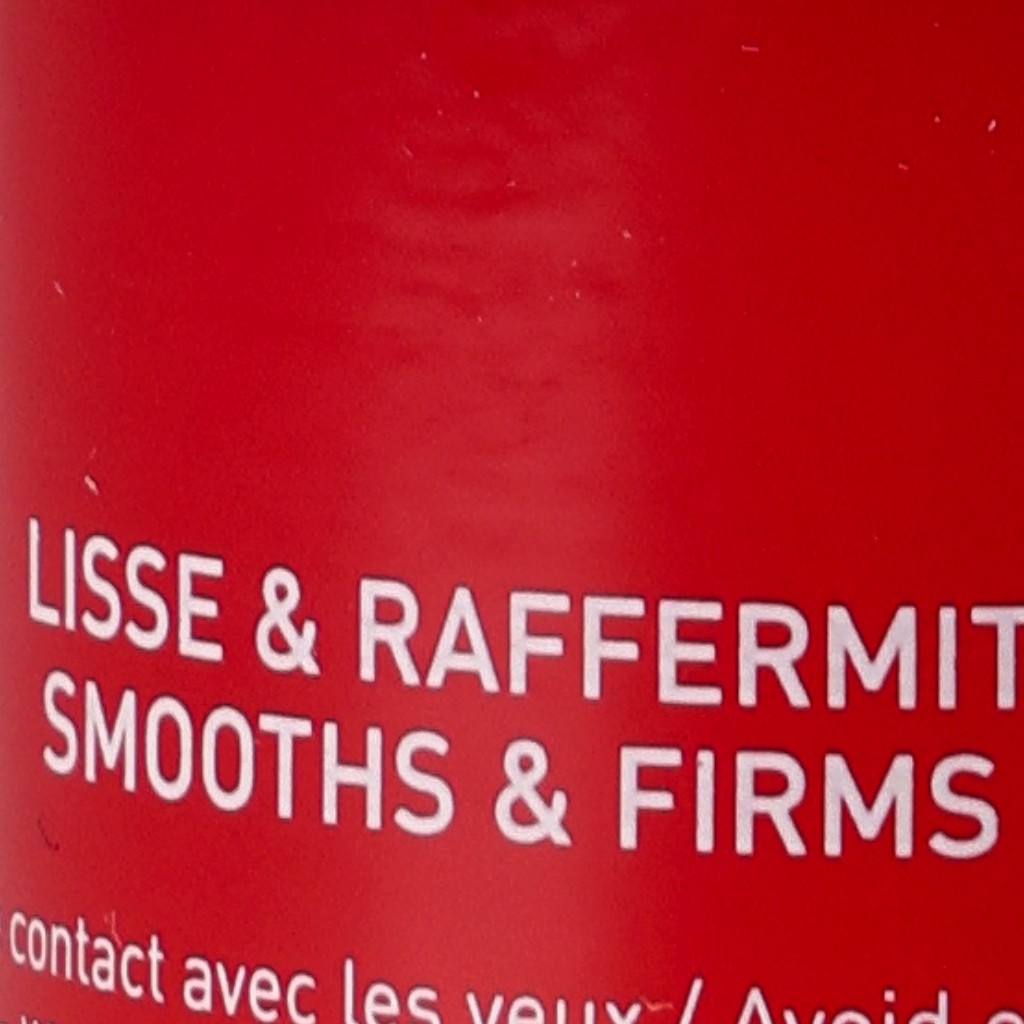 LISSE & RAFFERMIT
SMOOTHS & FIRMS
contact avec les yeux / Avoid